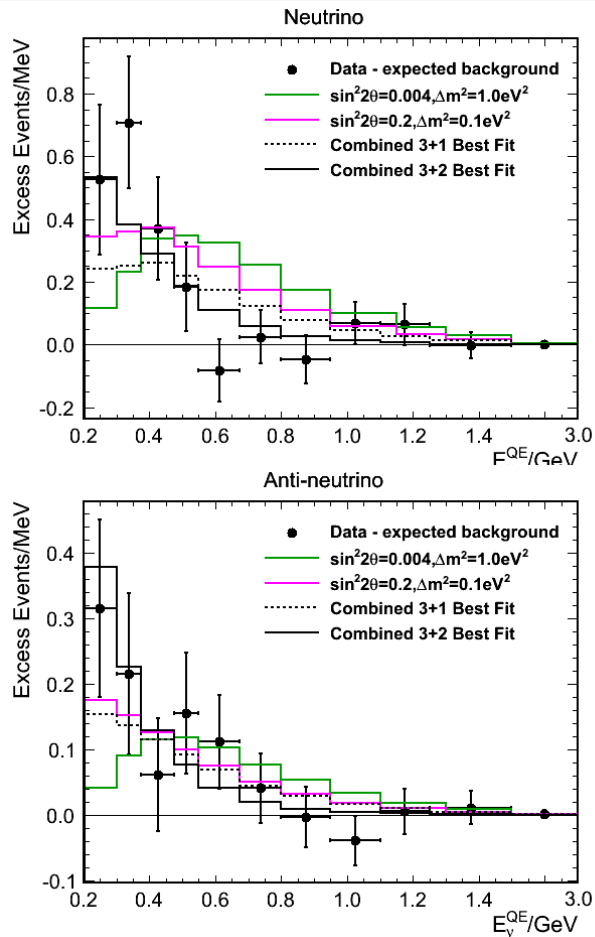 Neutrino
Excess Events/MeV
0.8
0.6
0.4
0.2
0.0
-0.2
Data - expected background
sin²2θ=0.004,Δm²=1.0eV²
sin²2θ=0.2,Δm²=0.1eV²
Combined 3+1 Best Fit
Combined 3+2 Best Fit
0.2 0.4 0.6 0.8 1.0 1.2 1.4 3.0
E^QE/GeV
Anti-neutrino
Excess Events/MeV
0.4
0.3
0.2
0.1
0.0
-0.1
Data - expected background
sin²2θ=0.004,Δm²=1.0eV²
sin²2θ=0.2,Δm²=0.1eV²
Combined 3+1 Best Fit
Combined 3+2 Best Fit
0.2 0.4 0.6 0.8 1.0 1.2 1.4 3.0
E_ν^QE/GeV